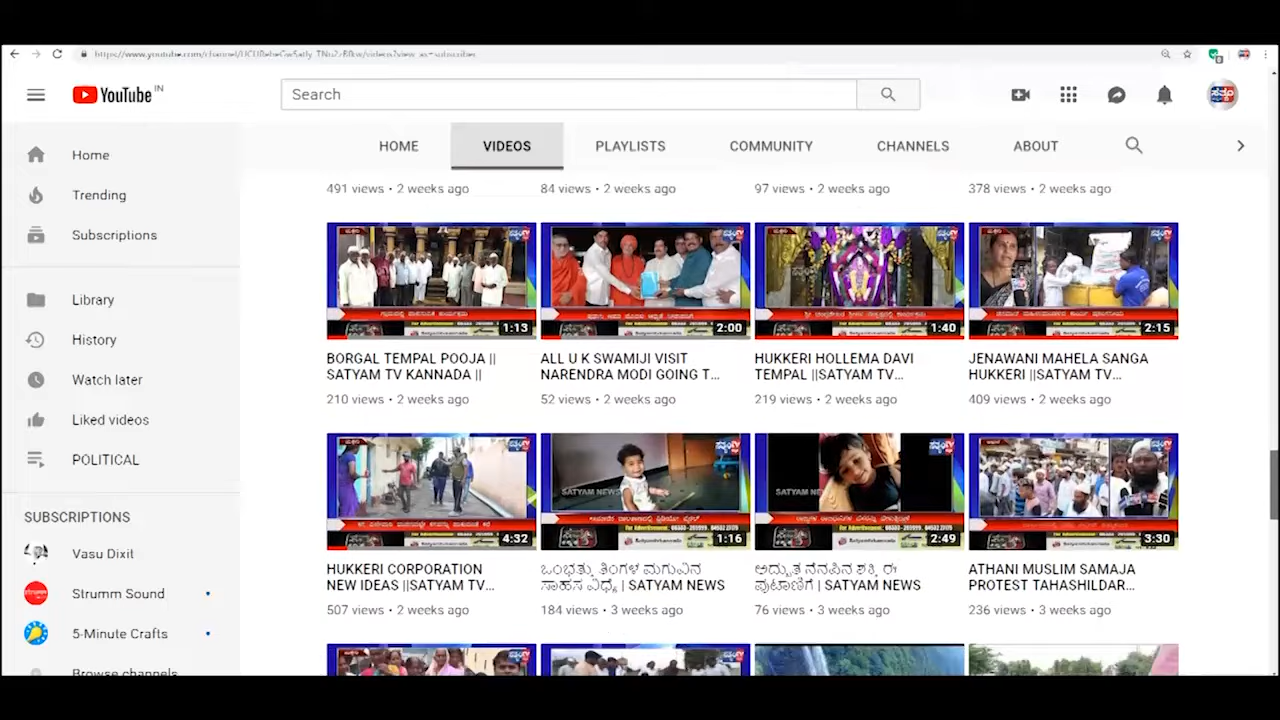 YouTube IN
Search
HOME VIDEOS PLAYLISTS COMMUNITY CHANNELS ABOUT
Home
Trending
Subscriptions
Library
History
Watch later
Liked videos
POLITICAL
SUBSCRIPTIONS
Vasu Dixit
Strumm Sound
5-Minute Crafts
Browse channels
491 views • 2 weeks ago
84 views • 2 weeks ago
97 views • 2 weeks ago
378 views • 2 weeks ago
1:13
2:00
1:40
2:15
BORGAL TEMPAL POOJA ||
SATYAM TV KANNADA ||
210 views • 2 weeks ago
ALL U K SWAMIJI VISIT
NARENDRA MODI GOING T...
52 views • 2 weeks ago
HUKKERI HOLLEMA DAVI
TEMPAL ||SATYAM TV...
219 views • 2 weeks ago
JENAWANI MAHELA SANGA
HUKKERI ||SATYAM TV...
409 views • 2 weeks ago
4:32
SATYAM NEWS
1:16
SATYAM NEWS
2:49
3:30
HUKKERI CORPORATION
NEW IDEAS ||SATYAM TV...
507 views • 2 weeks ago
ಒಂಭತ್ತು ತಿಂಗಳ ಮಗುವಿನ
ಸಾಹಸ ವಿಧ್ಯೆ | SATYAM NEWS
184 views • 3 weeks ago
ಅದ್ಭುತ ನೆನಪಿನ ಶಕ್ತಿ ಈ
ಪುಟಾಣಿಗೆ | SATYAM NEWS
76 views • 3 weeks ago
ATHANI MUSLIM SAMAJA
PROTEST TAHASHILDAR...
236 views • 3 weeks ago